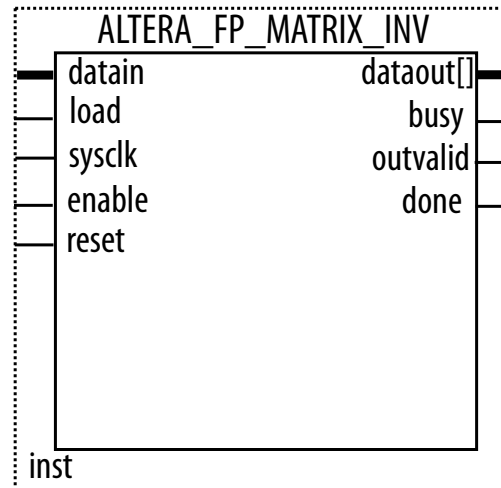 ALTERA_FP_MATRIX_INV
datain dataout[]
load busy
sysclk outvalid
enable done
reset
inst